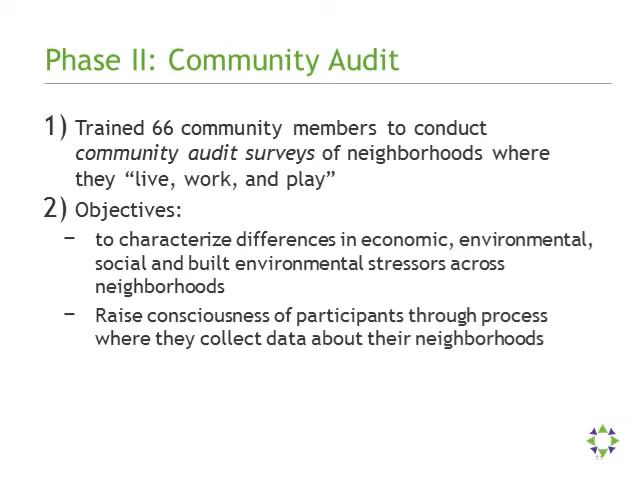 Phase II: Community Audit
1) Trained 66 community members to conduct
community audit surveys of neighborhoods where
they “live, work, and play”
2) Objectives:
− to characterize differences in economic, environmental,
social and built environmental stressors across
neighborhoods
− Raise consciousness of participants through process
where they collect data about their neighborhoods